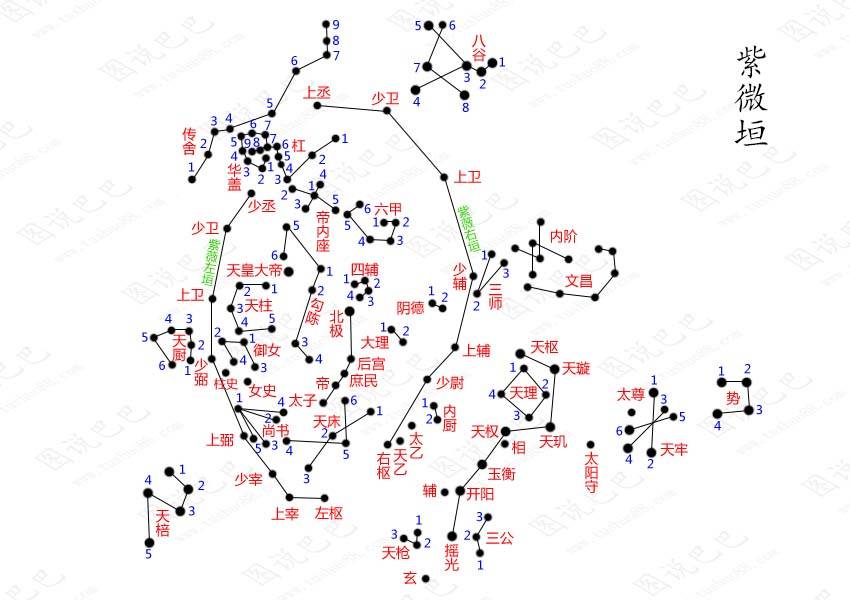 紫微垣
9
8
7
6
5
4
3
2
1
传舍
5
6
八谷
7
3
1
2
4
8
上丞
少卫
上卫
紫薇右垣
少辅
上辅
少尉
右枢
杠
1
2
3
4
5
6
7
华盖
1
2
3
4
5
6
7
8
9
少丞
少卫
紫薇左垣
上卫
少弼
上弼
少宰
上宰
左枢
帝内座
1
2
3
4
5
六甲
1
2
3
4
5
6
天皇大帝
勾陈
1
2
3
4
5
6
四辅
1
2
3
4
北极
后宫
庶民
帝
太子
天柱
1
2
3
4
5
御女
1
2
3
4
柱史
女史
天厨
1
2
3
4
5
6
尚书
1
2
3
4
5
天床
1
2
3
4
5
6
大理
1
2
阴德
1
2
内厨
1
2
太乙
天乙
三师
1
2
3
内阶
文昌
天枢
天璇
天玑
天权
玉衡
开阳
摇光
天理
1
2
3
4
相
辅
太阳守
太尊
天牢
1
2
3
4
5
6
势
1
2
3
4
天棓
1
2
3
4
5
天枪
1
2
3
玄
三公
1
2
3
图说巴巴
www.tushuo88.com